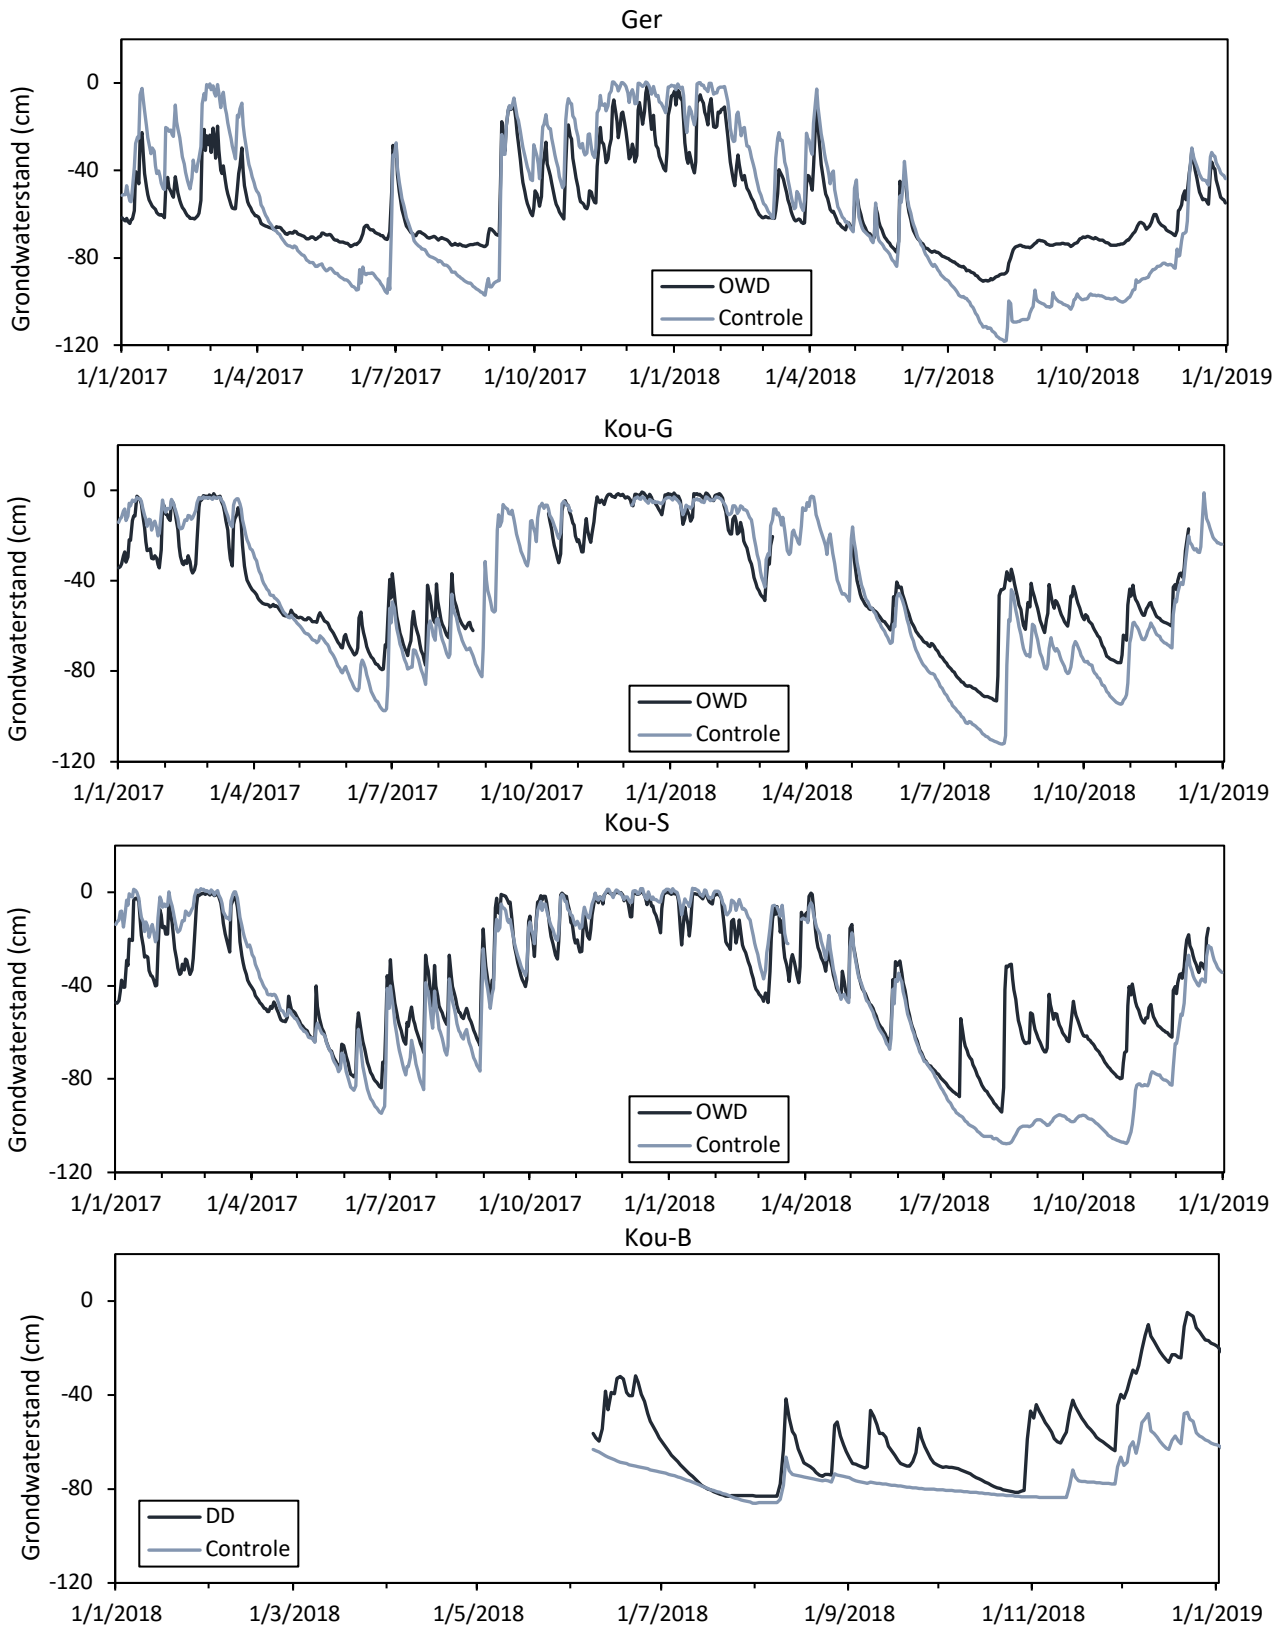 Ger
Grondwaterstand (cm)
0
-40
-80
-120
OWD
Controle
1/1/2017 1/4/2017 1/7/2017 1/10/2017 1/1/2018 1/4/2018 1/7/2018 1/10/2018 1/1/2019
Kou-G
Grondwaterstand (cm)
0
-40
-80
-120
OWD
Controle
1/1/2017 1/4/2017 1/7/2017 1/10/2017 1/1/2018 1/4/2018 1/7/2018 1/10/2018 1/1/2019
Kou-S
Grondwaterstand (cm)
0
-40
-80
-120
OWD
Controle
1/1/2017 1/4/2017 1/7/2017 1/10/2017 1/1/2018 1/4/2018 1/7/2018 1/10/2018 1/1/2019
Kou-B
Grondwaterstand (cm)
0
-40
-80
-120
DD
Controle
1/1/2018 1/3/2018 1/5/2018 1/7/2018 1/9/2018 1/11/2018 1/1/2019